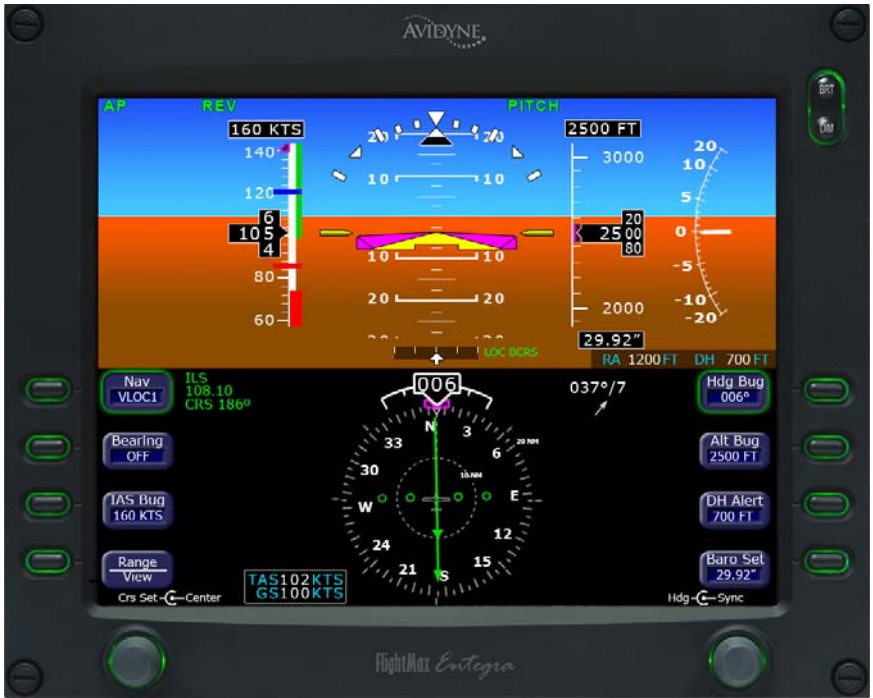 AVIDYNE
BRT
DIM
AP REV PITCH
160 KTS
2500 FT
140
120
6
105
4
80
60
20 20
10 10
10 10
20 20
20 20
3000
20
2500
80
2000
29.92"
20
10
5
0
-5
-10
-20
LOC BCRS
RA 1200 FT DH 700 FT
Nav
VLOC1
ILS
108.10
CRS 186º
006
037°/7
Hdg Bug
006°
Bearing
OFF
Alt Bug
2500 FT
IAS Bug
160 KTS
DH Alert
700 FT
Range
View
Baro Set
29.92"
N
3
6
E
12
15
S
21
24
W
30
33
20 NM
10 NM
TAS102KTS
GS100KTS
Crs Set Center
Hdg Sync
FlightMax Entegra